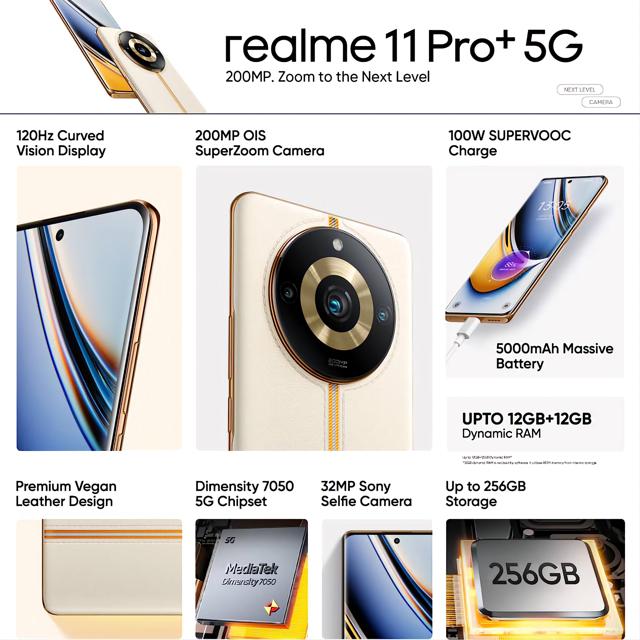 realme 11 Pro+ 5G
200MP. Zoom to the Next Level
NEXT LEVEL
CAMERA
120Hz Curved
Vision Display
200MP OIS
SuperZoom Camera
100W SUPERVOOC
Charge
200MP
5000mAh Massive
Battery
UPTO 12GB+12GB
Dynamic RAM
Premium Vegan
Leather Design
Dimensity 7050
5G Chipset
32MP Sony
Selfie Camera
Up to 256GB
Storage
5G
MediaTek
Dimensity 7050
256GB